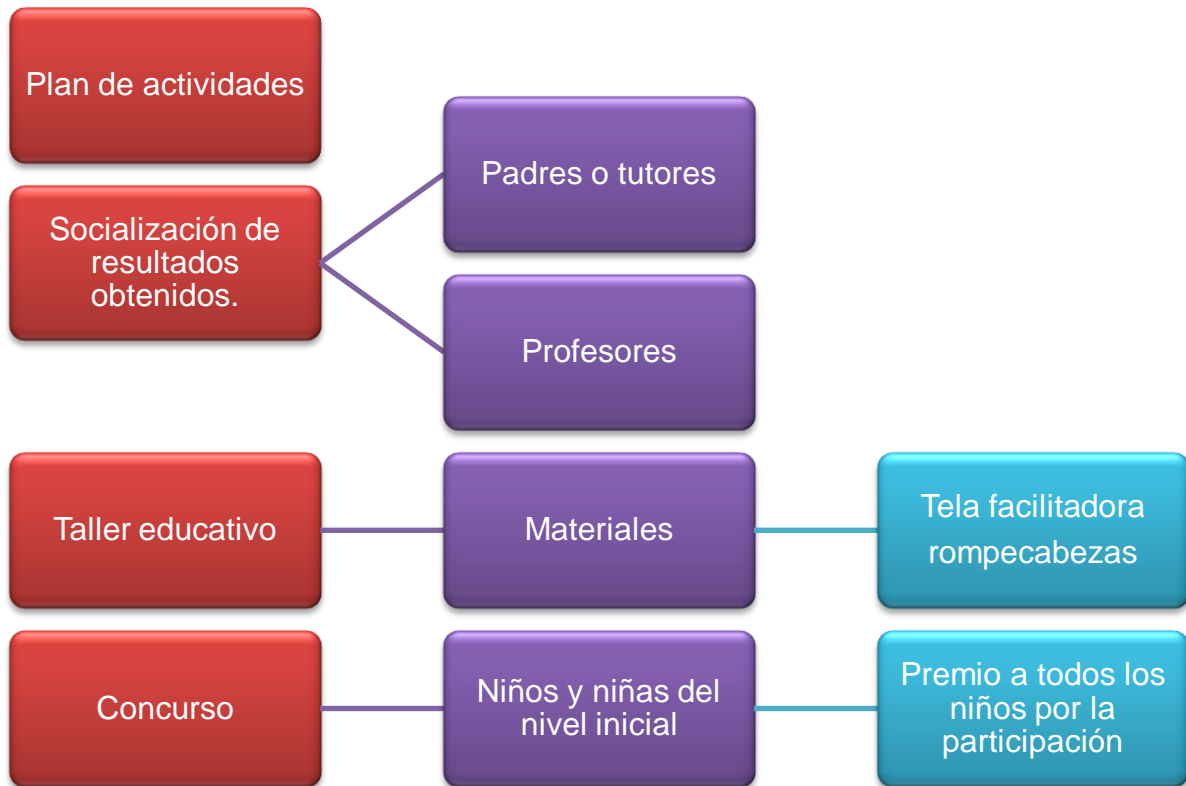 Plan de actividades
Padres o tutores
Socialización de
resultados
obtenidos.
Profesores
Taller educativo
Materiales
Tela facilitadora
rompecabezas
Concurso
Niños y niñas del
nivel inicial
Premio a todos los
niños por la
participación